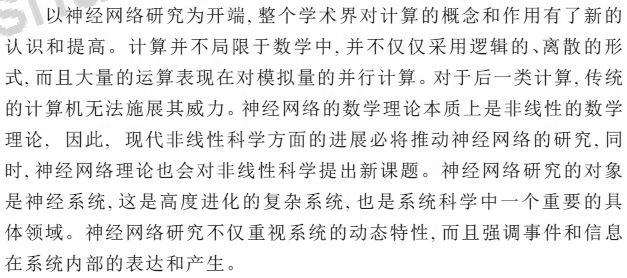 以神经网络研究为开端,整个学术界对计算的概念和作用有了新的
认识和提高。计算并不局限于数学中,并不仅仅采用逻辑的、离散的形
式,而且大量的运算表现在对模拟量的并行计算。对于后一类计算,传统
的计算机无法施展其威力。神经网络的数学理论本质上是非线性的数学
理论, 因此, 现代非线性科学方面的进展必将推动神经网络的研究,同
时,神经网络理论也会对非线性科学提出新课题。神经网络研究的对象
是神经系统,这是高度进化的复杂系统,也是系统科学中一个重要的具
体领域。神经网络研究不仅重视系统的动态特性,而且强调事件和信息
在系统内部的表达和产生。